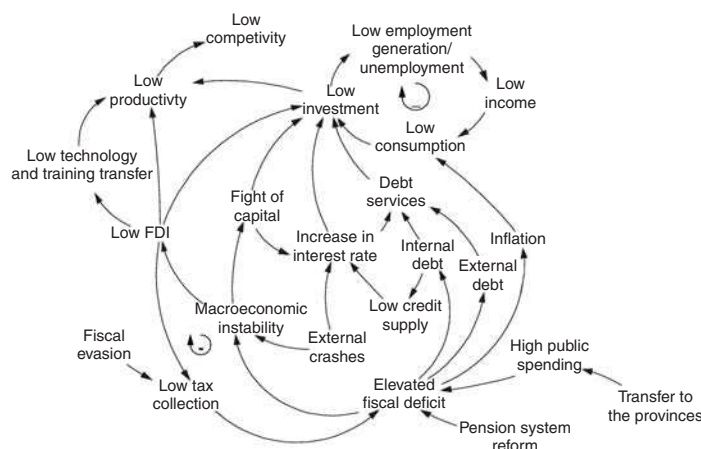 Low
competivity
Low employment
generation/
unemployment
Low
productivty
Low
investment
Low
income
Low
consumption
Low technology
and training transfer
Debt
services
Fight of
capital
Low FDI
Increase in
interest rate
Internal
debt
Inflation
External
debt
Macroeconomic
instability
Low credit
supply
Fiscal
evasion
External
crashes
High public
spending
Low tax
collection
Elevated
fiscal deficit
Transfer to
the provinces
Pension system
reform